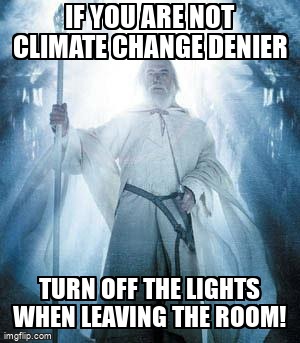 IF YOU ARE NOT
CLIMATE CHANGE DENIER
TURN OFF THE LIGHTS
WHEN LEAVING THE ROOM!
imgflip.com